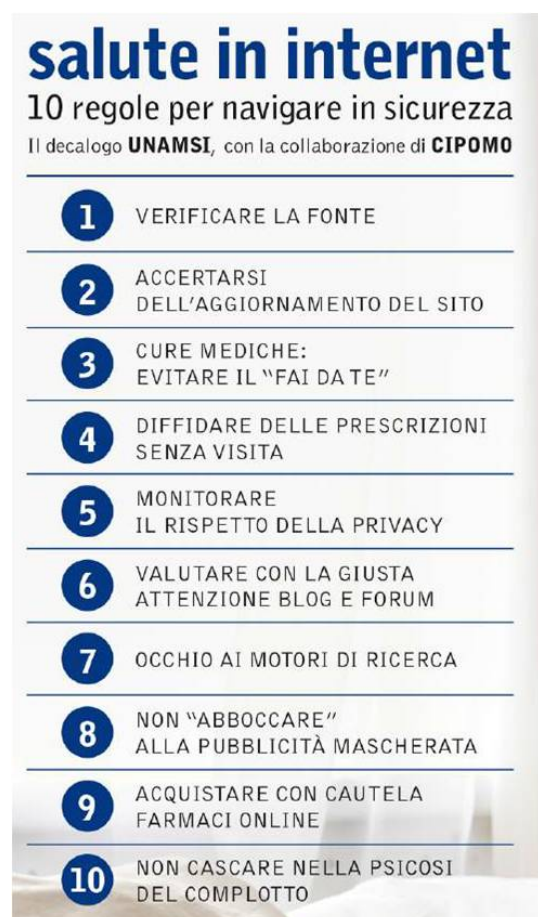 salute in internet
10 regole per navigare in sicurezza
Il decalogo UNAMSI, con la collaborazione di CIPOMO
1 VERIFICARE LA FONTE
2 ACCERTARSI
DELL'AGGIORNAMENTO DEL SITO
3 CURE MEDICHE:
EVITARE IL "FAI DA TE"
4 DIFFIDARE DELLE PRESCRIZIONI
SENZA VISITA
5 MONITORARE
IL RISPETTO DELLA PRIVACY
6 VALUTARE CON LA GIUSTA
ATTENZIONE BLOG E FORUM
7 OCCHIO AI MOTORI DI RICERCA
8 NON "ABBOCCARE"
ALLA PUBBLICITÀ MASCHERATA
9 ACQUISTARE CON CAUTELA
FARMACI ONLINE
10 NON CASCARE NELLA PSICOSI
DEL COMPLOTTO